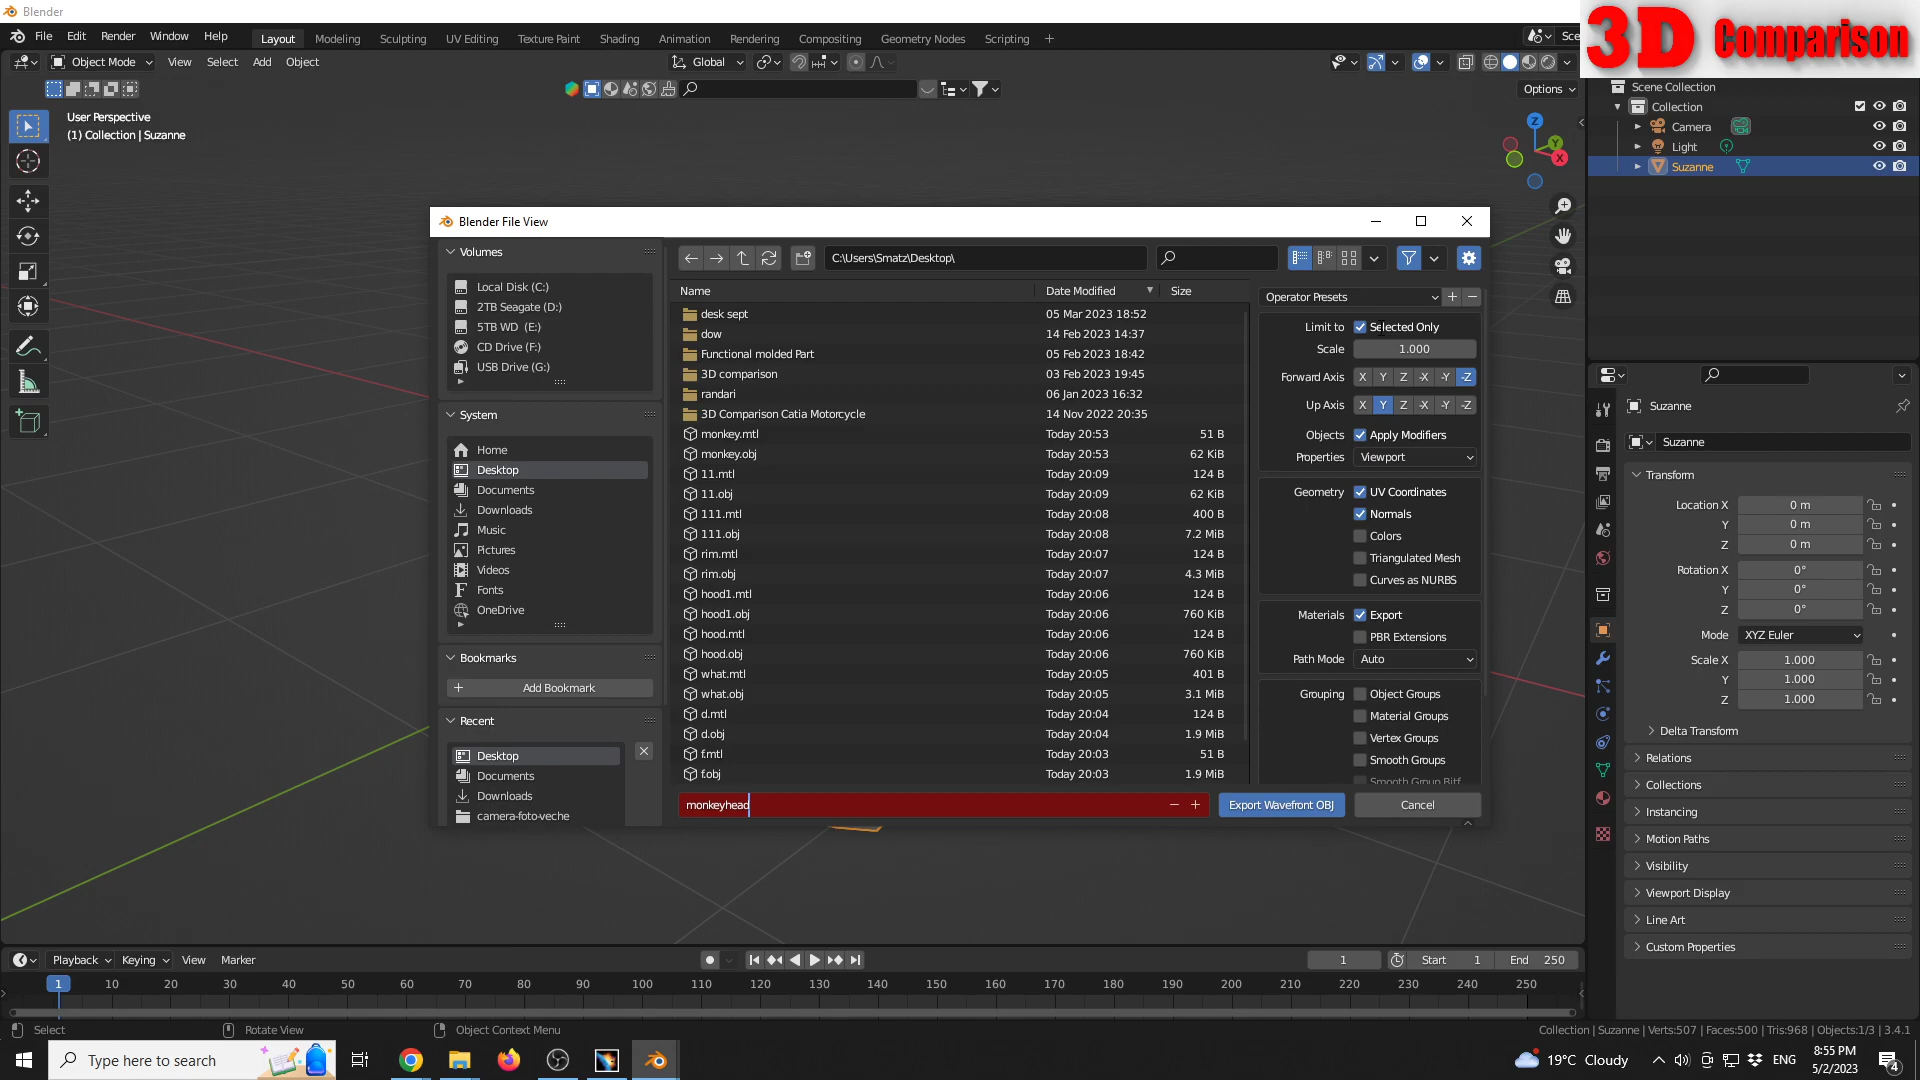 Blender
3D Comparison
File Edit Render Window Help Layout Modeling Sculpting UV Editing Texture Paint Shading Animation Rendering Compositing Geometry Nodes Scripting + Sce
Object Mode View Select Add Object Global
Options
User Perspective
(1) Collection | Suzanne
Z
Y
X
Scene Collection
Collection
Camera
Light
Suzanne
Blender File View
Volumes
Local Disk (C:)
2TB Seagate (D:)
5TB WD (E:)
CD Drive (F:)
USB Drive (G:)
System
Home
Desktop
Documents
Downloads
Music
Pictures
Videos
Fonts
OneDrive
Bookmarks
Add Bookmark
Recent
Desktop
Documents
Downloads
camera-foto-veche
C:\Users\Smatz\Desktop\
Name Date Modified Size
desk sept 05 Mar 2023 18:52
dow 14 Feb 2023 14:37
Functional molded Part 05 Feb 2023 18:42
3D comparison 03 Feb 2023 19:45
randari 06 Jan 2023 16:32
3D Comparison Catia Motorcycle 14 Nov 2022 20:35
monkey.mtl Today 20:53 51 B
monkey.obj Today 20:53 62 KiB
11.mtl Today 20:09 124 B
11.obj Today 20:09 62 KiB
111.mtl Today 20:08 400 B
111.obj Today 20:08 7.2 MiB
rim.mtl Today 20:07 124 B
rim.obj Today 20:07 4.3 MiB
hood1.mtl Today 20:06 124 B
hood1.obj Today 20:06 760 KiB
hood.mtl Today 20:06 124 B
hood.obj Today 20:06 760 KiB
what.mtl Today 20:05 401 B
what.obj Today 20:05 3.1 MiB
d.mtl Today 20:04 124 B
d.obj Today 20:04 1.9 MiB
f.mtl Today 20:03 51 B
f.obj Today 20:03 1.9 MiB
monkeyhead
Export Wavefront OBJ Cancel
Operator Presets
Limit to Selected Only
Scale 1.000
Forward Axis X Y Z -X -Y -Z
Up Axis X Y Z -X -Y -Z
Objects Apply Modifiers
Properties Viewport
Geometry UV Coordinates
Normals
Colors
Triangulated Mesh
Curves as NURBS
Materials Export
PBR Extensions
Path Mode Auto
Grouping Object Groups
Material Groups
Vertex Groups
Smooth Groups
Smooth Group Bitf
Suzanne
Suzanne
Transform
Location X 0 m
Y 0 m
Z 0 m
Rotation X 0°
Y 0°
Z 0°
Mode XYZ Euler
Scale X 1.000
Y 1.000
Z 1.000
Delta Transform
Relations
Collections
Instancing
Motion Paths
Visibility
Viewport Display
Line Art
Custom Properties
Playback Keying View Marker 1 Start 1 End 250
1 10 20 30 40 50 60 70 80 90 100 110 120 130 140 150 160 170 180 190 200 210 220 230 240 250
Select Rotate View Object Context Menu Collection | Suzanne | Verts:507 | Faces:500 | Tris:968 | Objects:1/3 | 3.4.1
Type here to search 19°C Cloudy ENG 8:55 PM
5/2/2023 4